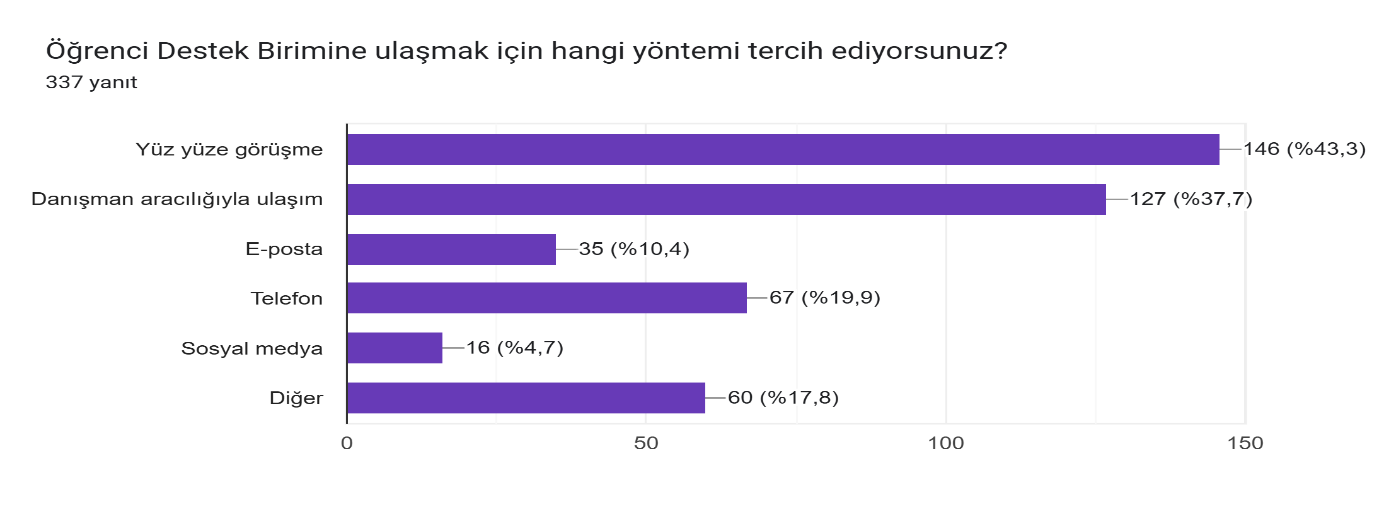 Öğrenci Destek Birimine ulaşmak için hangi yöntemi tercih ediyorsunuz?
337 yanıt
Yüz yüze görüşme 146 (%43,3)
Danışman aracılığıyla ulaşım 127 (%37,7)
E-posta 35 (%10,4)
Telefon 67 (%19,9)
Sosyal medya 16 (%4,7)
Diğer 60 (%17,8)
0 50 100 150